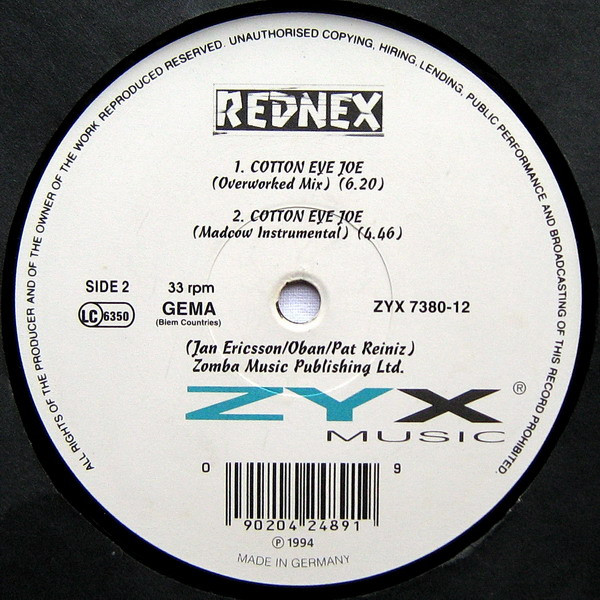 ALL RIGHTS OF THE PRODUCER AND OF THE OWNER OF THE WORK REPRODUCED RESERVED. UNAUTHORISED COPYING, HIRING, LENDING, PUBLIC PERFORMANCE AND BROADCASTING OF THIS RECORD PROHIBITED.
REDNEX
1. COTTON EYE JOE
(Overworked Mix) (6.20)
2. COTTON EYE JOE
(Madcow Instrumental) (4.46)
SIDE 2 33 rpm
LC 6350 GEMA ZYX 7380-12
(Biem Countries)
(Jan Ericsson/Oban/Pat Reiniz)
Zomba Music Publishing Ltd.
ZYX ®
MUSIC
0 9
90204 24891
℗ 1994
MADE IN GERMANY